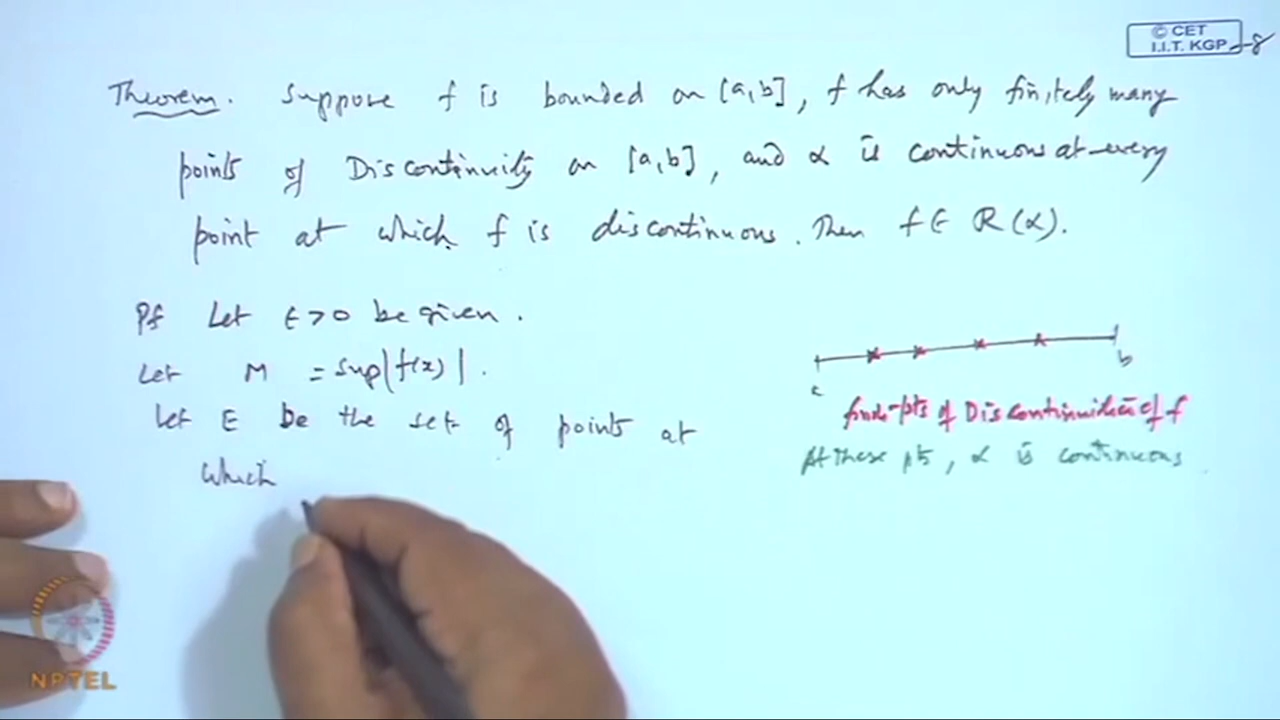 © CET
I.I.T. KGP
Theorem. Suppose f is bounded on [a,b], f has only finitely many
points of Discontinuity on [a,b], and α is continuous at every
point at which f is discontinuous. Then f ∈ R(α).
Pf Let ε > 0 be given.
Let M = sup|f(x)|.
Let E be the set of points at
which
b
finite pts of Discontinuities of f
At these pts, α is continuous
NPTEL